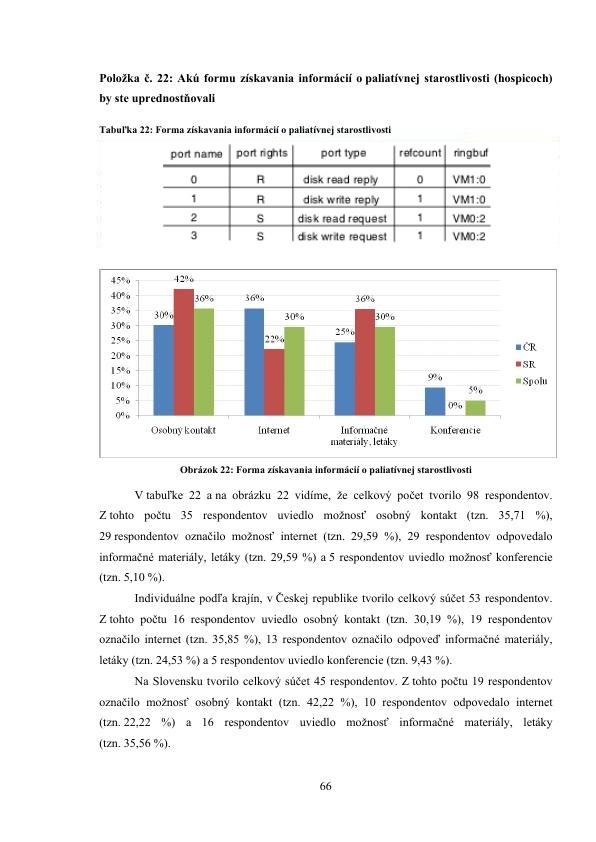 Položka č. 22: Akú formu získavania informácií o paliatívnej starostlivosti (hospicoch)
by ste uprednostňovali
Tabuľka 22: Forma získavania informácií o paliatívnej starostlivosti
port name port rights port type refcount ringbuf
0 R disk read reply 0 VM1:0
1 R disk write reply 1 VM1:0
2 S disk read request 1 VM0:2
3 S disk write request 1 VM0:2
45%
40%
35%
30%
25%
20%
15%
10%
5%
0%
30% 42% 36%
36% 22% 30%
25% 36% 30%
9% 0% 5%
Osobný kontakt
Internet
Informačné
materiály, letáky
Konferencie
ČR
SR
Spolu
Obrázok 22: Forma získavania informácií o paliatívnej starostlivosti
V tabuľke 22 a na obrázku 22 vidíme, že celkový počet tvorilo 98 respondentov.
Z tohto počtu 35 respondentov uviedlo možnosť osobný kontakt (tzn. 35,71 %),
29 respondentov označilo možnosť internet (tzn. 29,59 %), 29 respondentov odpovedalo
informačné materiály, letáky (tzn. 29,59 %) a 5 respondentov uviedlo možnosť konferencie
(tzn. 5,10 %).
Individuálne podľa krajín, v Českej republike tvorilo celkový súčet 53 respondentov.
Z tohto počtu 16 respondentov uviedlo osobný kontakt (tzn. 30,19 %), 19 respondentov
označilo internet (tzn. 35,85 %), 13 respondentov označilo odpoveď informačné materiály,
letáky (tzn. 24,53 %) a 5 respondentov uviedlo konferencie (tzn. 9,43 %).
Na Slovensku tvorilo celkový súčet 45 respondentov. Z tohto počtu 19 respondentov
označilo možnosť osobný kontakt (tzn. 42,22 %), 10 respondentov odpovedalo internet
(tzn. 22,22 %) a 16 respondentov uviedlo možnosť informačné materiály, letáky
(tzn. 35,56 %).
66